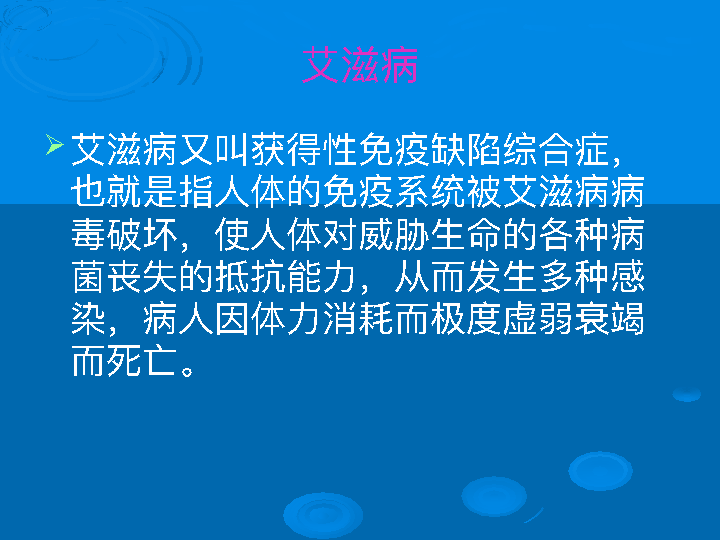 艾滋病
艾滋病又叫获得性免疫缺陷综合症，
也就是指人体的免疫系统被艾滋病病
毒破坏，使人体对威胁生命的各种病
菌丧失的抵抗能力，从而发生多种感
染，病人因体力消耗而极度虚弱衰竭
而死亡。